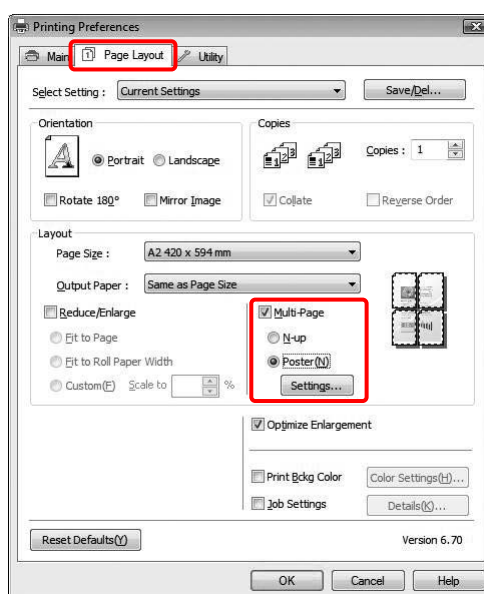 Printing Preferences
Main Page Layout Utility
Select Setting : Current Settings Save/Del...
Orientation Copies
Portrait Landscape Copies : 1
Rotate 180° Mirror Image Collate Reverse Order
Layout
Page Size : A2 420 x 594 mm
Output Paper : Same as Page Size
Reduce/Enlarge Multi-Page
Fit to Page N-up
Fit to Roll Paper Width Poster(N)
Custom(F) Scale to % Settings...
Optimize Enlargement
Print Bckg Color Color Settings(H)...
Job Settings Details(K)...
Reset Defaults(Y) Version 6.70
OK Cancel Help